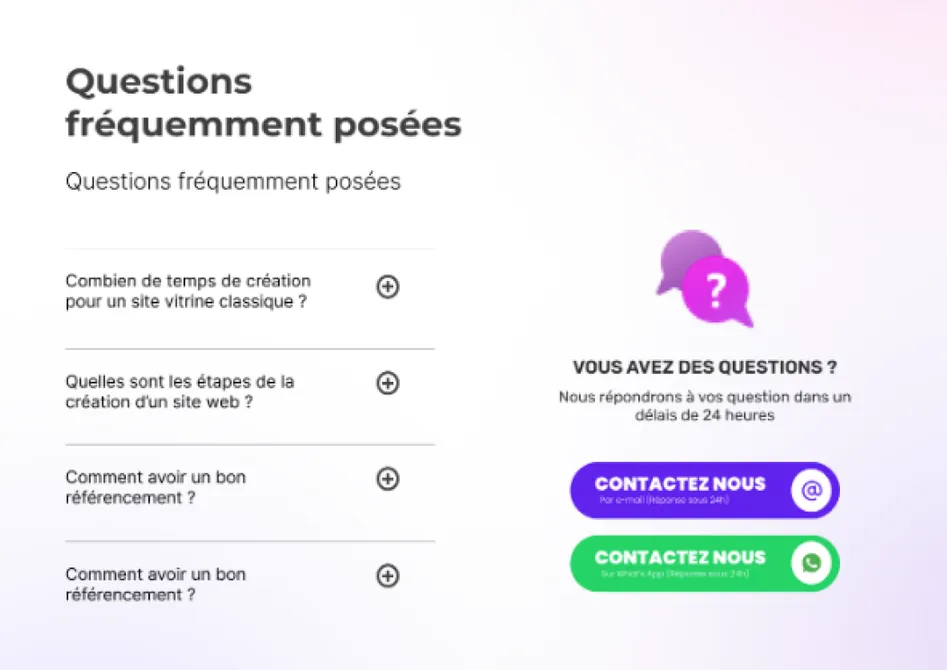 Questions
fréquemment posées
Questions fréquemment posées
Combien de temps de création
pour un site vitrine classique ?
Quelles sont les étapes de la
création d'un site web ?
Comment avoir un bon
référencement ?
Comment avoir un bon
référencement ?
?
VOUS AVEZ DES QUESTIONS ?
Nous répondrons à vos question dans un
délais de 24 heures
CONTACTEZ NOUS
Par e-mail (Réponse sous 24h)
@
CONTACTEZ NOUS
Sur What's App (Réponse sous 24h)